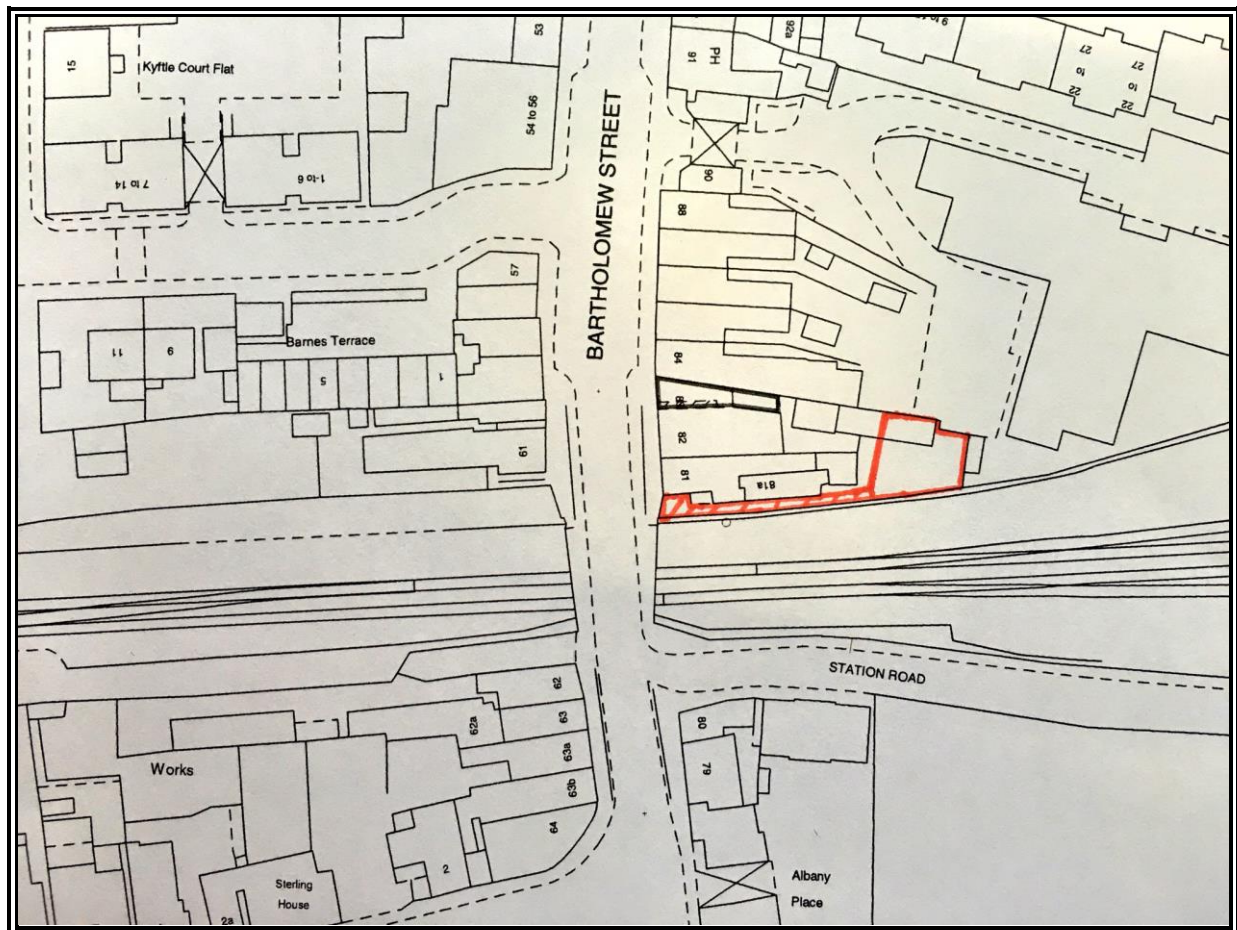 53
92a
15
Kyftle Court Flat
91
PH
27
to
22
27
to
22
54 to 56
BARTHOLOMEW STREET
7 to 14
1-to 6
90
88
57
11
9
Barnes Terrace
5
1
84
82
61
81
81a
STATION ROAD
62
62a
63
80
63a
79
Works
63b
64
2
Sterling
House
2a
Albany
Place